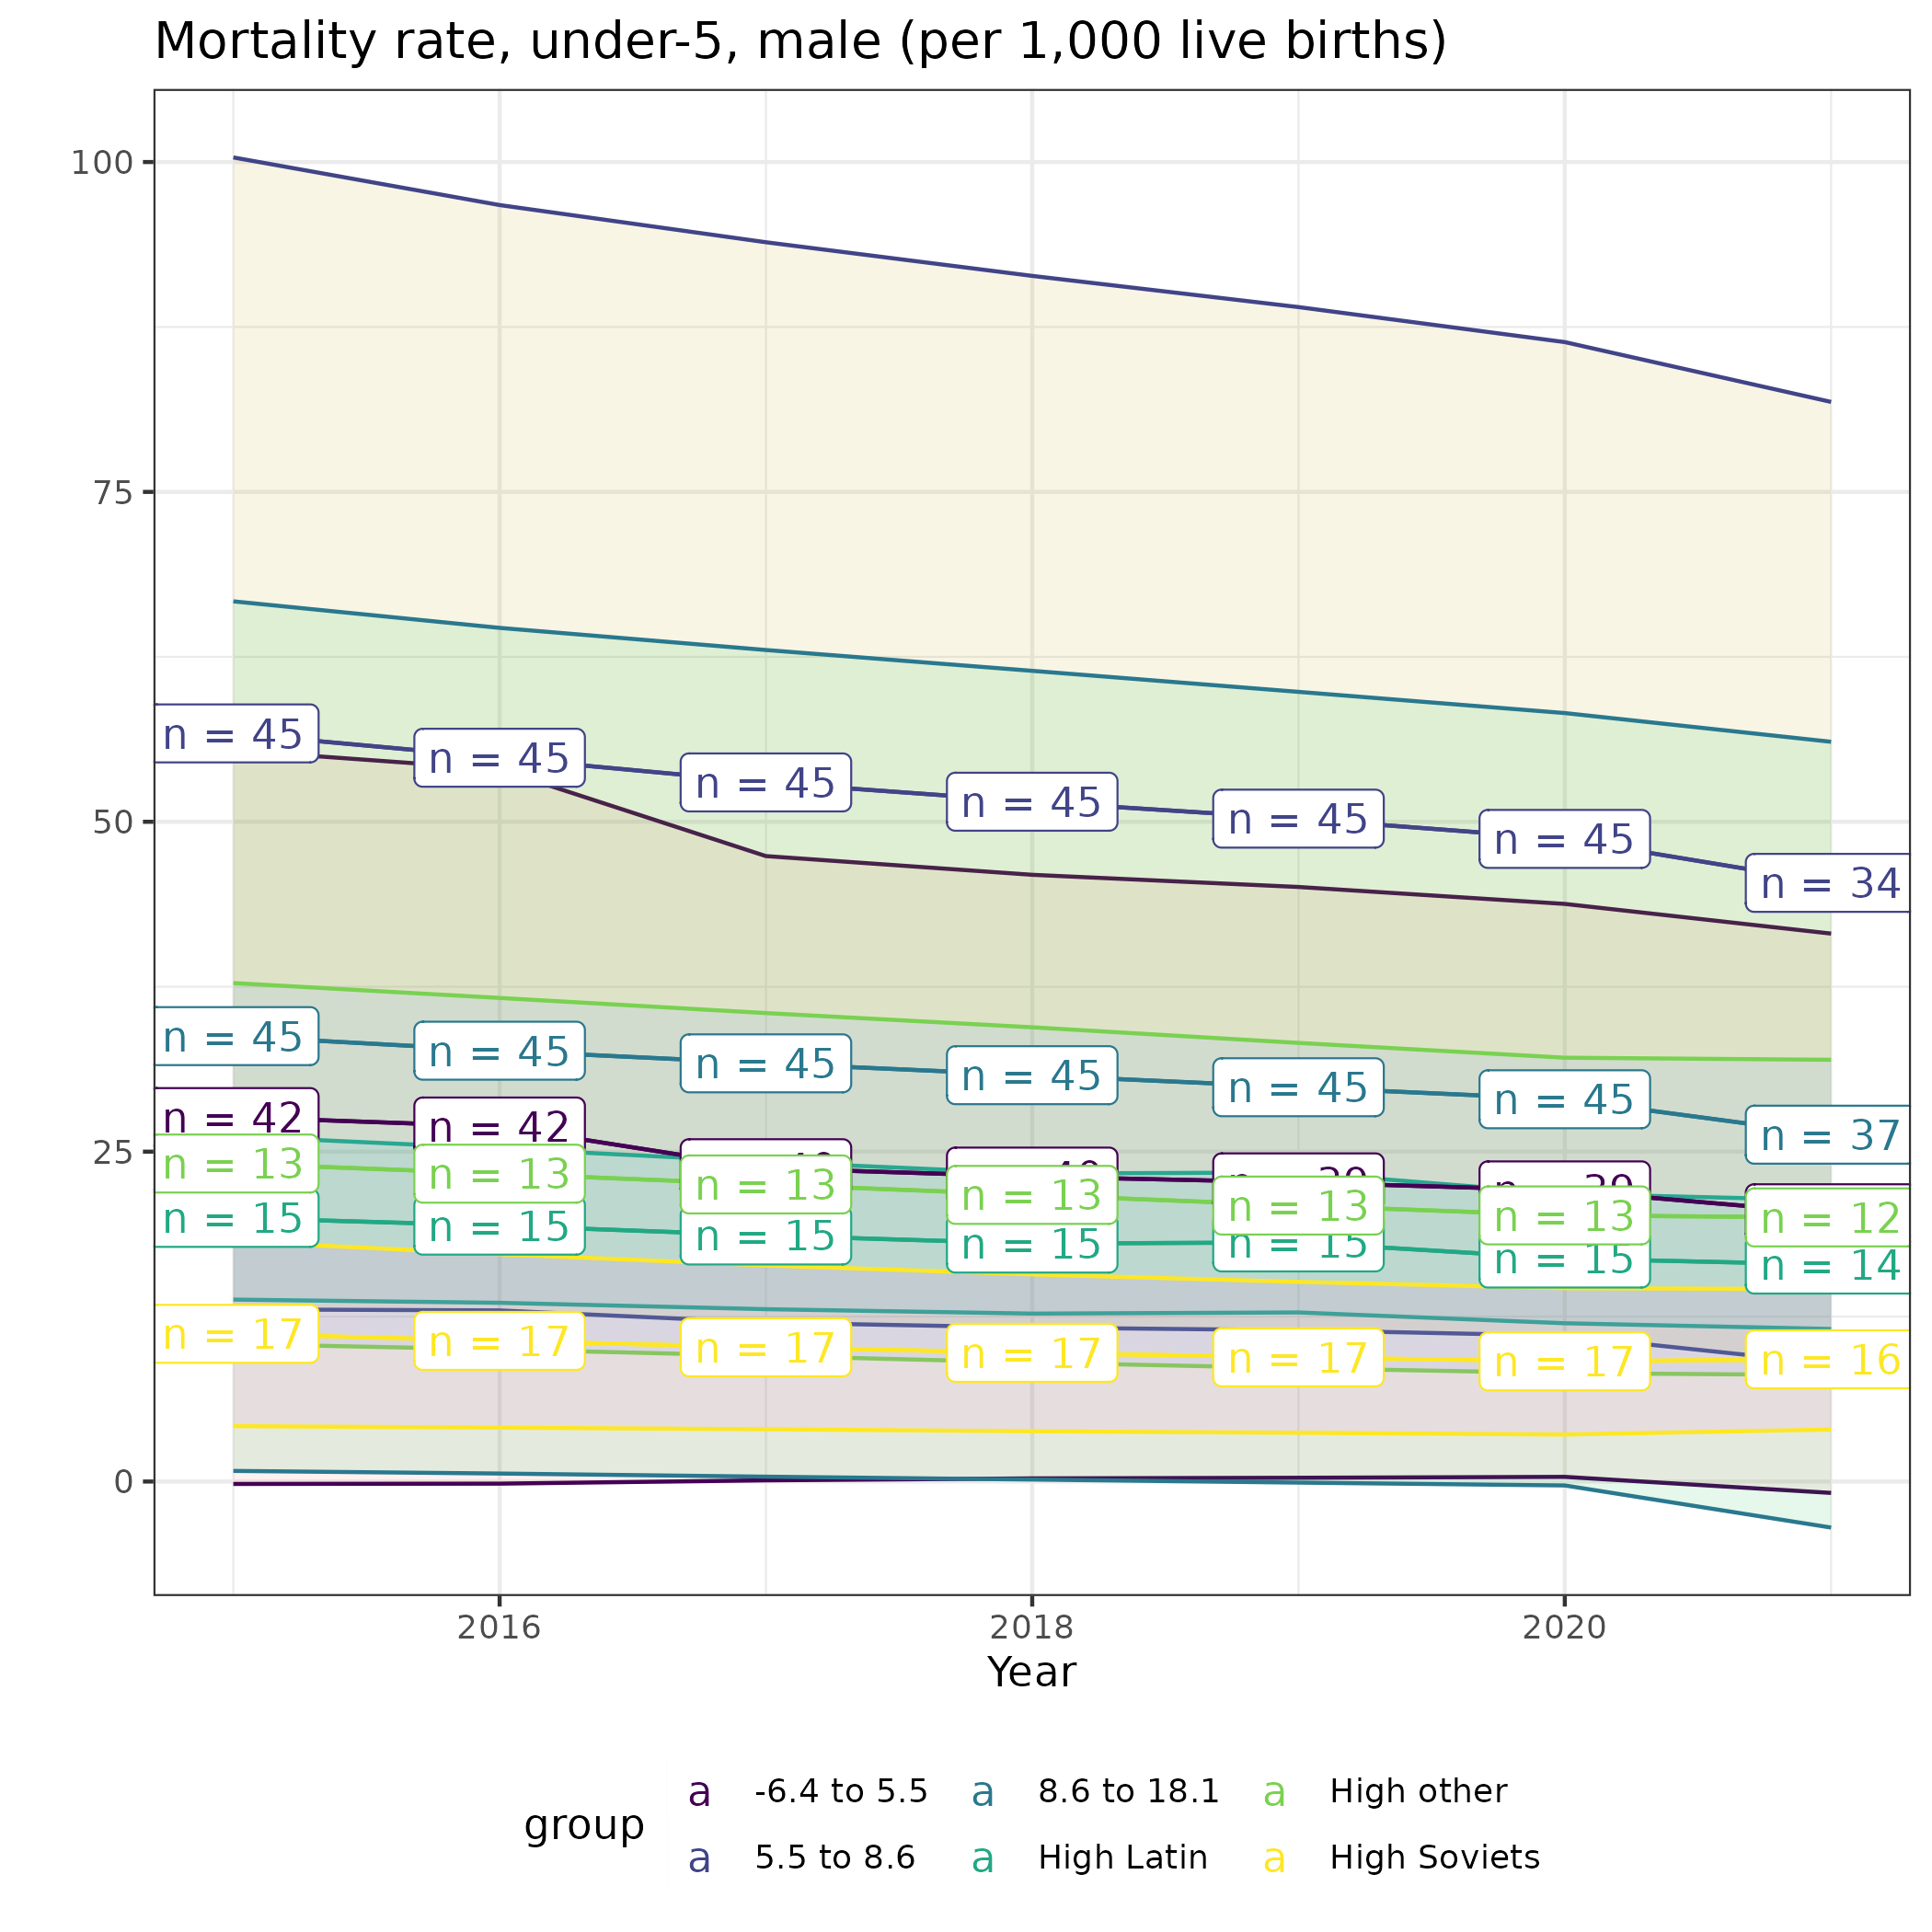 Mortality rate, under-5, male (per 1,000 live births)
100
75
50
25
0
n = 45
n = 45
n = 45
n = 45
n = 45
n = 45
n = 34
n = 45
n = 45
n = 45
n = 45
n = 45
n = 45
n = 37
n = 42
n = 42
n = 13
n = 13
n = 13
n = 13
n = 13
n = 13
n = 12
n = 15
n = 15
n = 15
n = 15
n = 15
n = 15
n = 14
n = 17
n = 17
n = 17
n = 17
n = 17
n = 17
n = 16
2016 2018 2020
Year
group
a -6.4 to 5.5 a 8.6 to 18.1 a High other
a 5.5 to 8.6 a High Latin a High Soviets